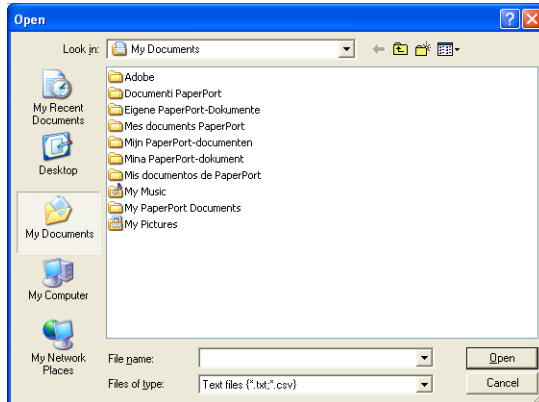 Open
Look in: My Documents
My Recent
Documents
Desktop
My Documents
My Computer
My Network
Places
Adobe
Documenti PaperPort
Eigene PaperPort-Dokumente
Mes documents PaperPort
Mijn PaperPort-documenten
Mina PaperPort-dokument
Mis documentos de PaperPort
My Music
My PaperPort Documents
My Pictures
File name:
Open
Files of type: Text files {*.txt;*.csv}
Cancel